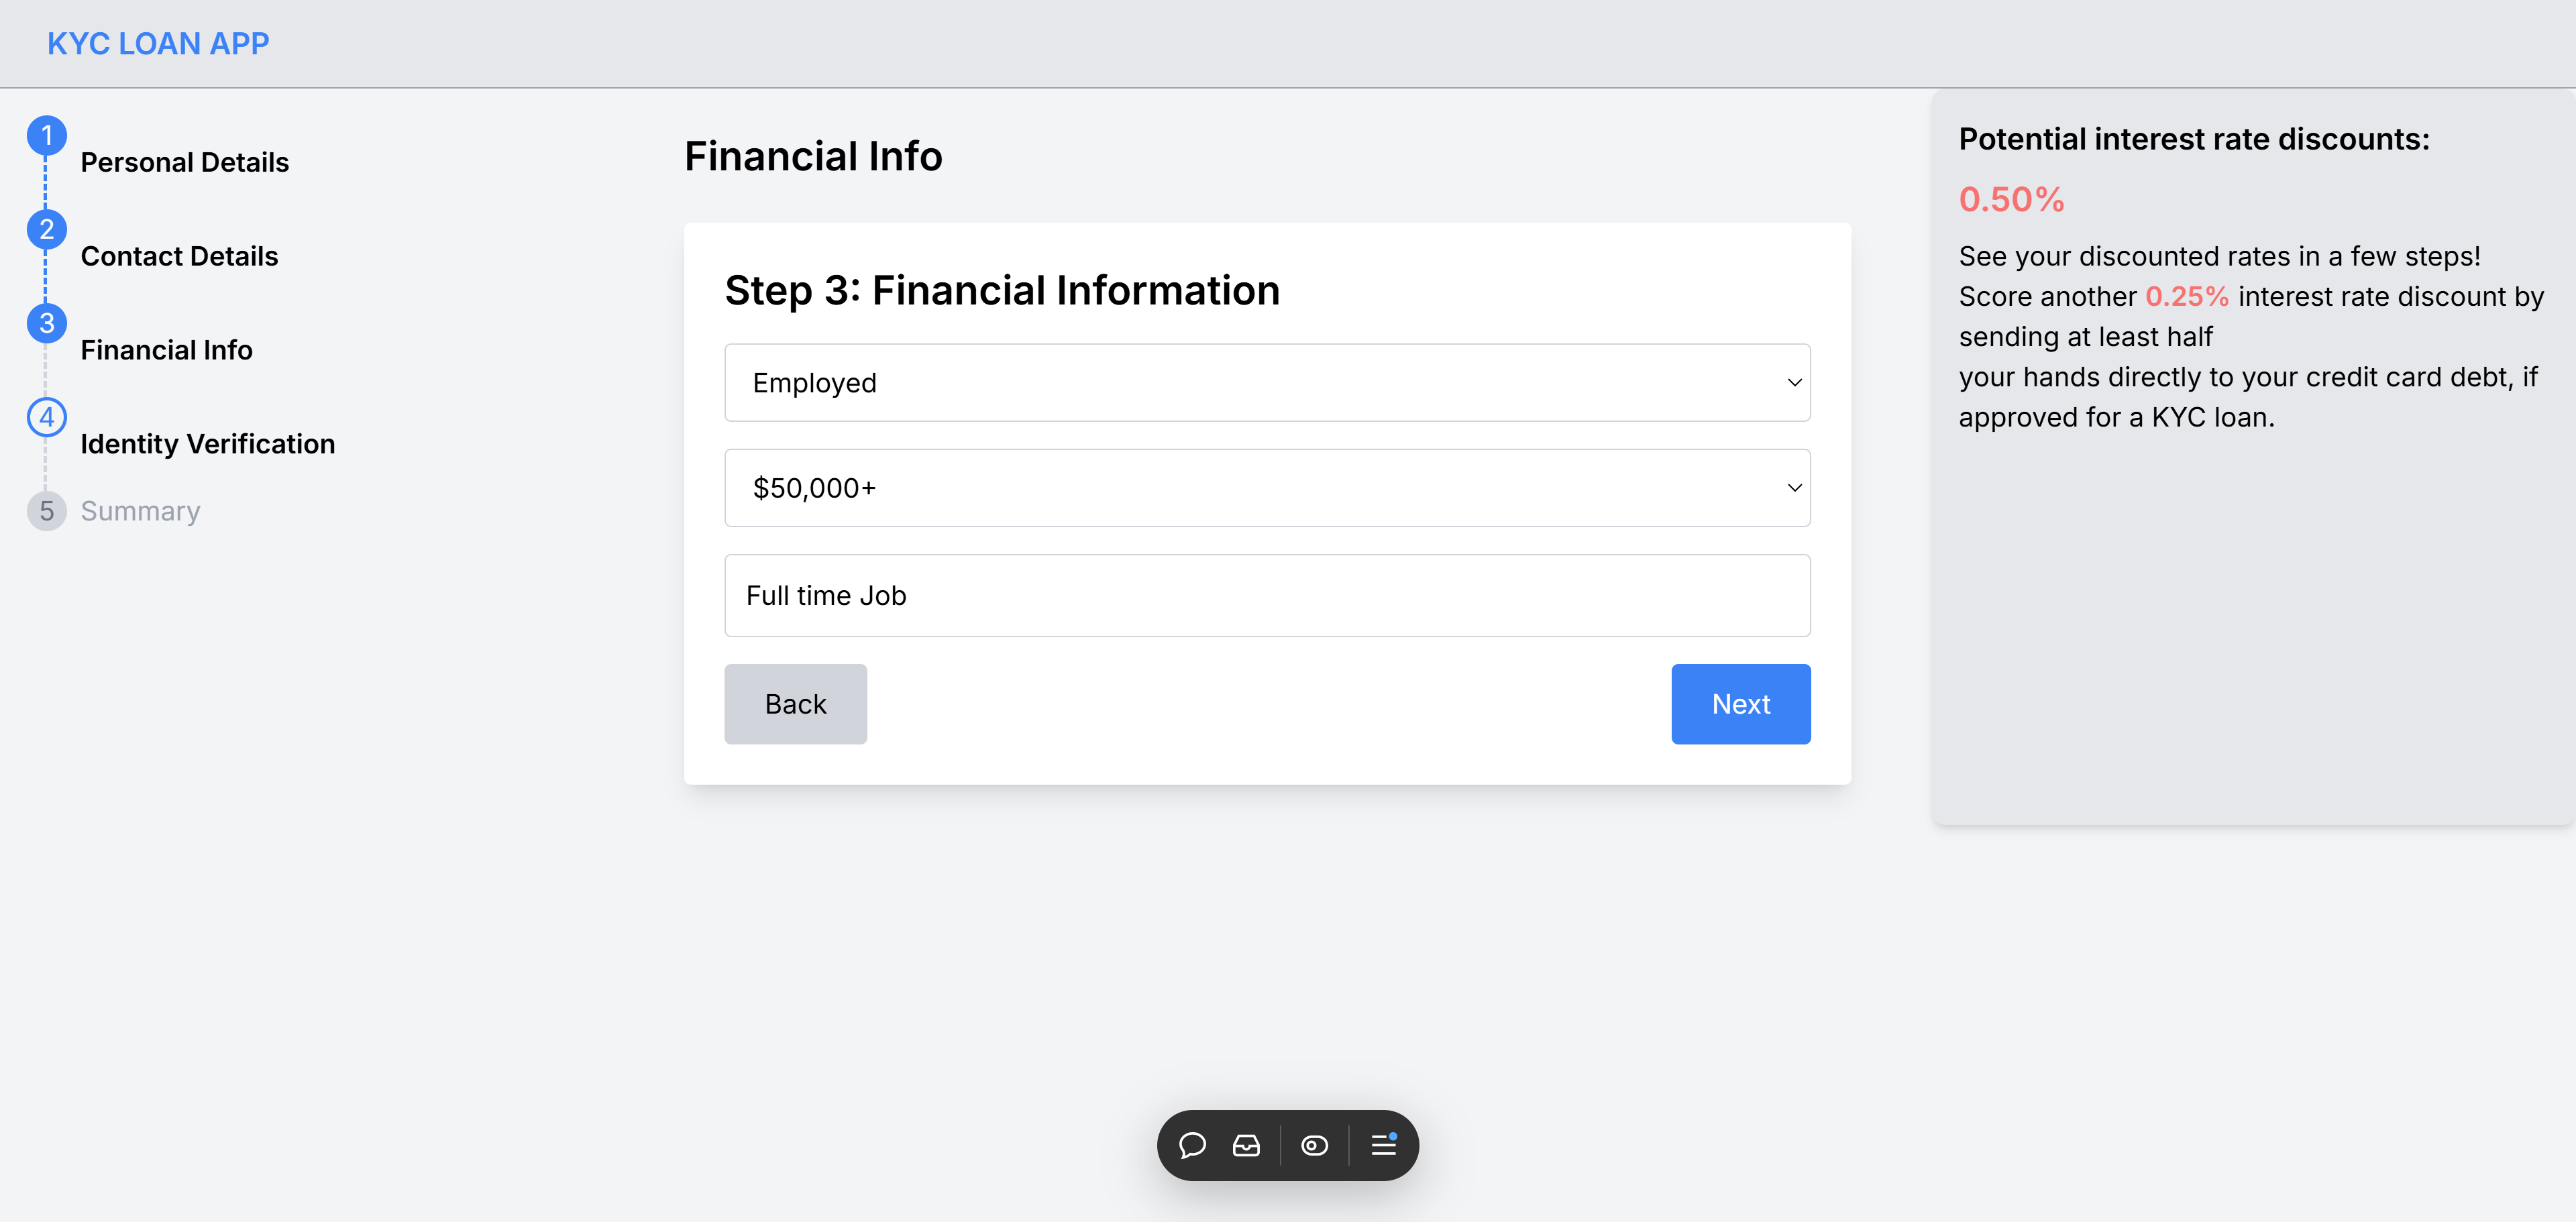 KYC LOAN APP
1
Personal Details
2
Contact Details
3
Financial Info
4
Identity Verification
5
Summary
Financial Info
Step 3: Financial Information
Employed
$50,000+
Full time Job
Back
Next
Potential interest rate discounts:
0.50%
See your discounted rates in a few steps!
Score another 0.25% interest rate discount by
sending at least half
your hands directly to your credit card debt, if
approved for a KYC loan.